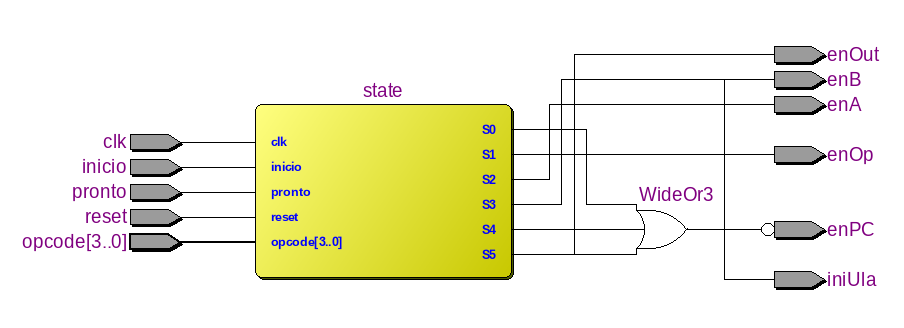 state
clk
inicio
pronto
reset
opcode[3..0]
clk
inicio
pronto
reset
opcode[3..0]
S0
S1
S2
S3
S4
S5
WideOr3
enOut
enB
enA
enOp
enPC
iniUla